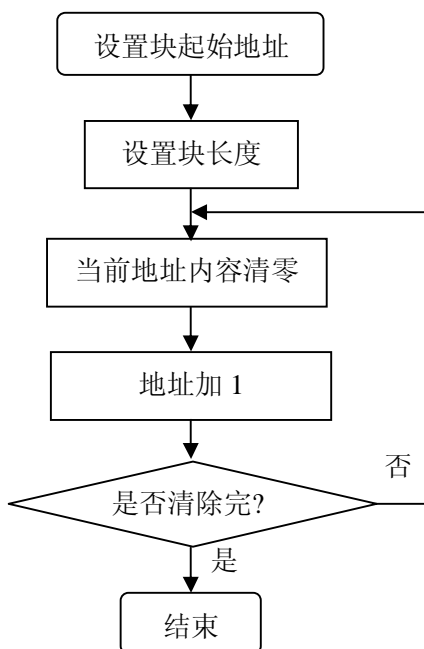 设置块起始地址
设置块长度
当前地址内容清零
地址加 1
否
是否清除完?
是
结束